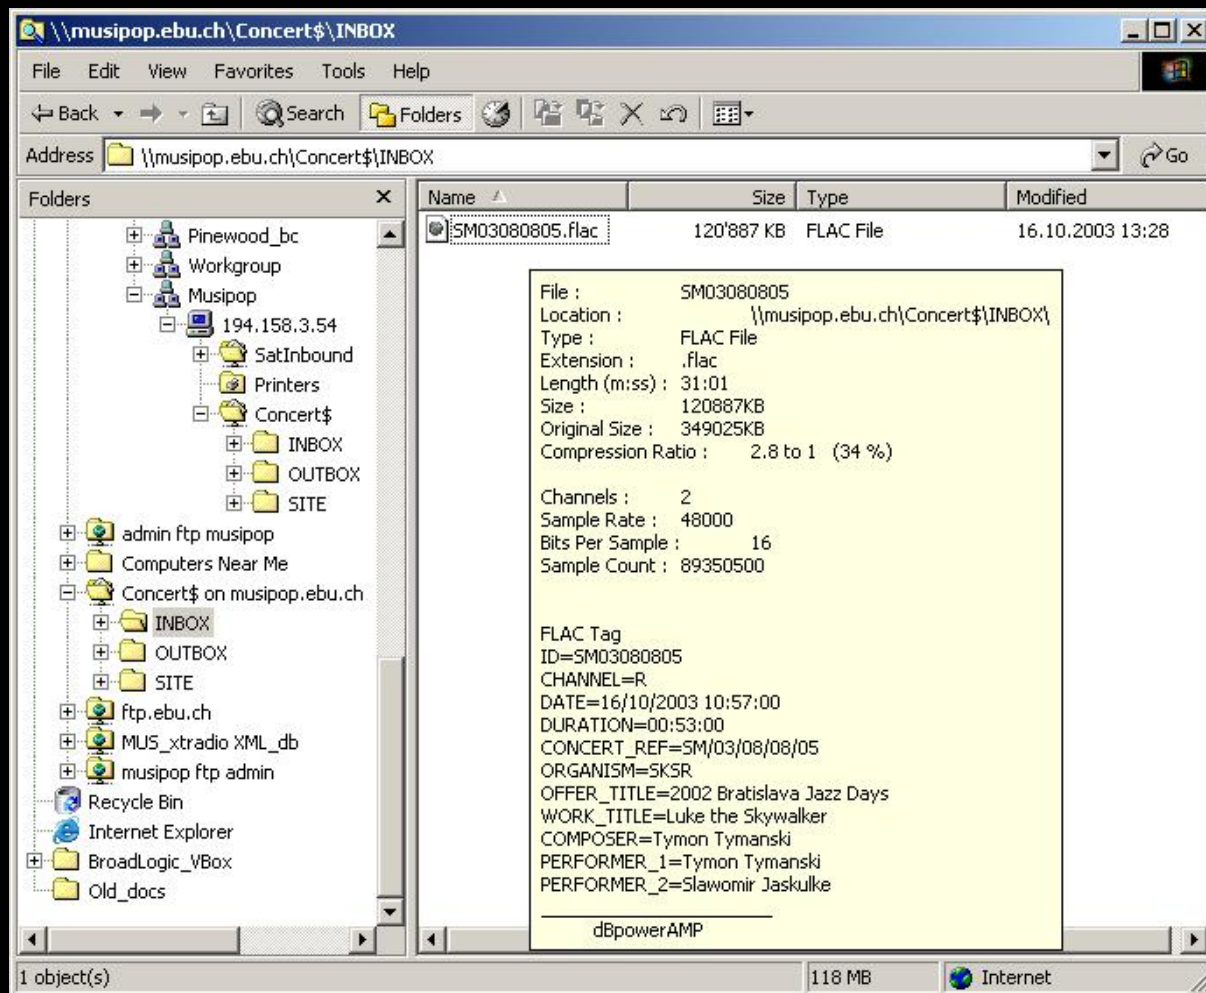 \\musipop.ebu.ch\Concert$\INBOX
File Edit View Favorites Tools Help
Back Search Folders
Address \\musipop.ebu.ch\Concert$\INBOX Go
Folders
Pinewood_bc
Workgroup
Musipop
194.158.3.54
SatInbound
Printers
Concert$
INBOX
OUTBOX
SITE
admin ftp musipop
Computers Near Me
Concert$ on musipop.ebu.ch
INBOX
OUTBOX
SITE
ftp.ebu.ch
MUS_xtradio XML_db
musipop ftp admin
Recycle Bin
Internet Explorer
BroadLogic_VBox
Old_docs
Name Size Type Modified
SM03080805.flac 120'887 KB FLAC File 16.10.2003 13:28
File : SM03080805
Location : \\musipop.ebu.ch\Concert$\INBOX\
Type : FLAC File
Extension : .flac
Length (m:ss) : 31:01
Size : 120887KB
Original Size : 349025KB
Compression Ratio : 2.8 to 1 (34 %)
Channels : 2
Sample Rate : 48000
Bits Per Sample : 16
Sample Count : 89350500
FLAC Tag
ID=SM03080805
CHANNEL=R
DATE=16/10/2003 10:57:00
DURATION=00:53:00
CONCERT_REF=SM/03/08/08/05
ORGANISM=SKSR
OFFER_TITLE=2002 Bratislava Jazz Days
WORK_TITLE=Luke the Skywalker
COMPOSER=Tymon Tymanski
PERFORMER_1=Tymon Tymanski
PERFORMER_2=Slawomir Jaskulke
dBpowerAMP
1 object(s) 118 MB Internet